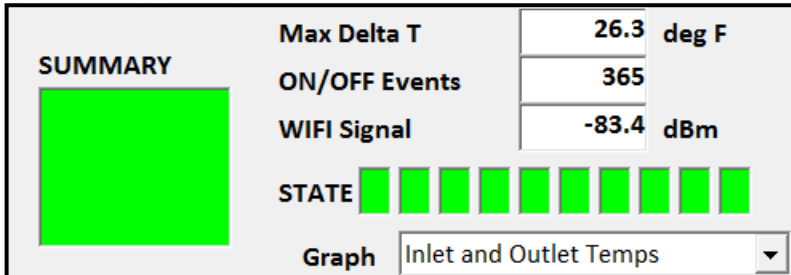 Max Delta T 26.3 deg F
SUMMARY
ON/OFF Events 365
WIFI Signal -83.4 dBm
STATE
Graph Inlet and Outlet Temps